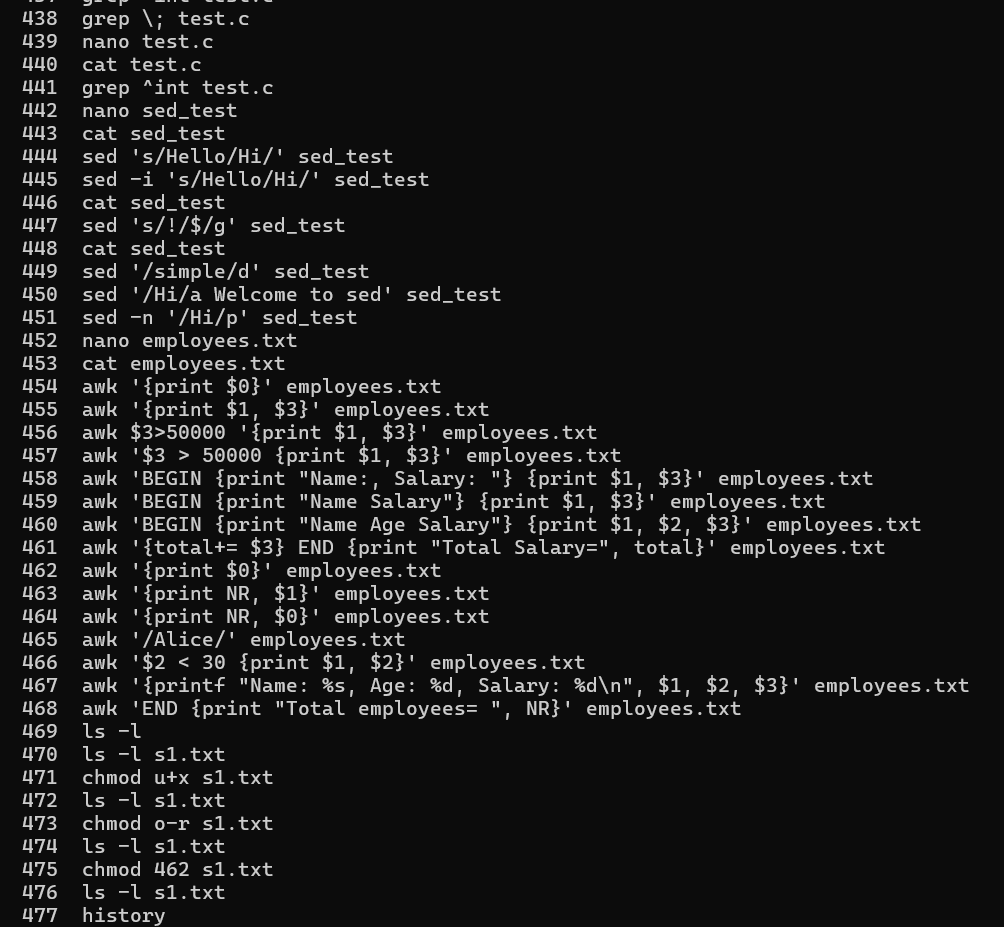 437 grep ^int test.c
438 grep \; test.c
439 nano test.c
440 cat test.c
441 grep ^int test.c
442 nano sed_test
443 cat sed_test
444 sed 's/Hello/Hi/' sed_test
445 sed -i 's/Hello/Hi/' sed_test
446 cat sed_test
447 sed 's/!/$/g' sed_test
448 cat sed_test
449 sed '/simple/d' sed_test
450 sed '/Hi/a Welcome to sed' sed_test
451 sed -n '/Hi/p' sed_test
452 nano employees.txt
453 cat employees.txt
454 awk '{print $0}' employees.txt
455 awk '{print $1, $3}' employees.txt
456 awk $3>50000 '{print $1, $3}' employees.txt
457 awk '$3 > 50000 {print $1, $3}' employees.txt
458 awk 'BEGIN {print "Name:, Salary: "} {print $1, $3}' employees.txt
459 awk 'BEGIN {print "Name Salary"} {print $1, $3}' employees.txt
460 awk 'BEGIN {print "Name Age Salary"} {print $1, $2, $3}' employees.txt
461 awk '{total+= $3} END {print "Total Salary=", total}' employees.txt
462 awk '{print $0}' employees.txt
463 awk '{print NR, $1}' employees.txt
464 awk '{print NR, $0}' employees.txt
465 awk '/Alice/' employees.txt
466 awk '$2 < 30 {print $1, $2}' employees.txt
467 awk '{printf "Name: %s, Age: %d, Salary: %d\n", $1, $2, $3}' employees.txt
468 awk 'END {print "Total employees= ", NR}' employees.txt
469 ls -l
470 ls -l s1.txt
471 chmod u+x s1.txt
472 ls -l s1.txt
473 chmod o-r s1.txt
474 ls -l s1.txt
475 chmod 462 s1.txt
476 ls -l s1.txt
477 history